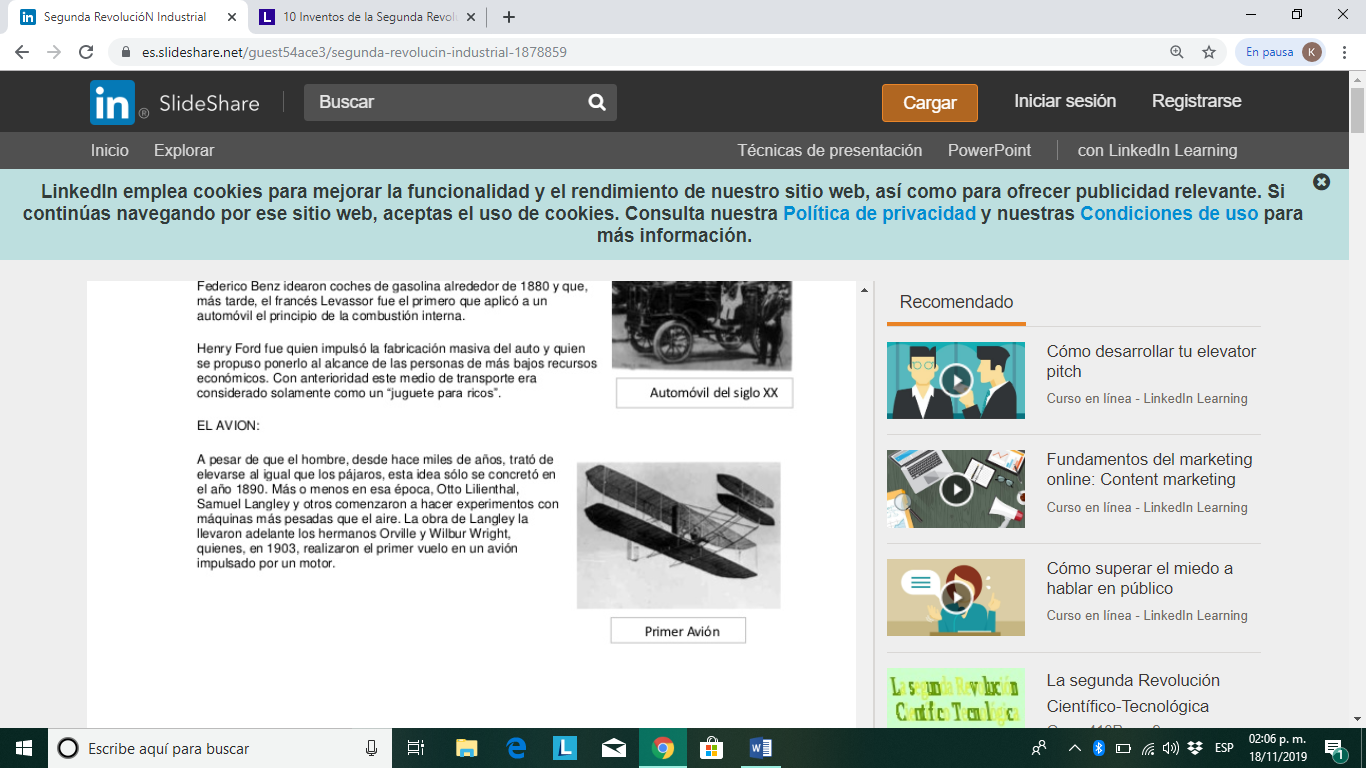 Segunda RevolucióN Industrial
10 Inventos de la Segunda Revolu
es.slideshare.net/guest54ace3/segunda-revolucin-industrial-1878859
En pausa
K
in
SlideShare
Buscar
Cargar
Iniciar sesión
Registrarse
Inicio
Explorar
Técnicas de presentación
PowerPoint
con LinkedIn Learning
LinkedIn emplea cookies para mejorar la funcionalidad y el rendimiento de nuestro sitio web, así como para ofrecer publicidad relevante. Si
continúas navegando por ese sitio web, aceptas el uso de cookies. Consulta nuestra Política de privacidad y nuestras Condiciones de uso para
más información.
Federico Benz idearon coches de gasolina alrededor de 1880 y que,
más tarde, el francés Levassor fue el primero que aplicó a un
automóvil el principio de la combustión interna.
Henry Ford fue quien impulsó la fabricación masiva del auto y quien
se propuso ponerlo al alcance de las personas de más bajos recursos
económicos. Con anterioridad este medio de transporte era
considerado solamente como un “juguete para ricos”.
Automóvil del siglo XX
EL AVION:
A pesar de que el hombre, desde hace miles de años, trató de
elevarse al igual que los pájaros, esta idea sólo se concretó en
el año 1890. Más o menos en esa época, Otto Lilienthal,
Samuel Langley y otros comenzaron a hacer experimentos con
máquinas más pesadas que el aire. La obra de Langley la
llevaron adelante los hermanos Orville y Wilbur Wright,
quienes, en 1903, realizaron el primer vuelo en un avión
impulsado por un motor.
Primer Avión
Recomendado
Cómo desarrollar tu elevator
pitch
Curso en línea - LinkedIn Learning
Fundamentos del marketing
online: Content marketing
Curso en línea - LinkedIn Learning
Cómo superar el miedo a
hablar en público
Curso en línea - LinkedIn Learning
La segunda Revolución
Científico Tecnológica
La segunda Revolución
Científico-Tecnológica
Escribe aquí para buscar
ESP
02:06 p. m.
18/11/2019
1